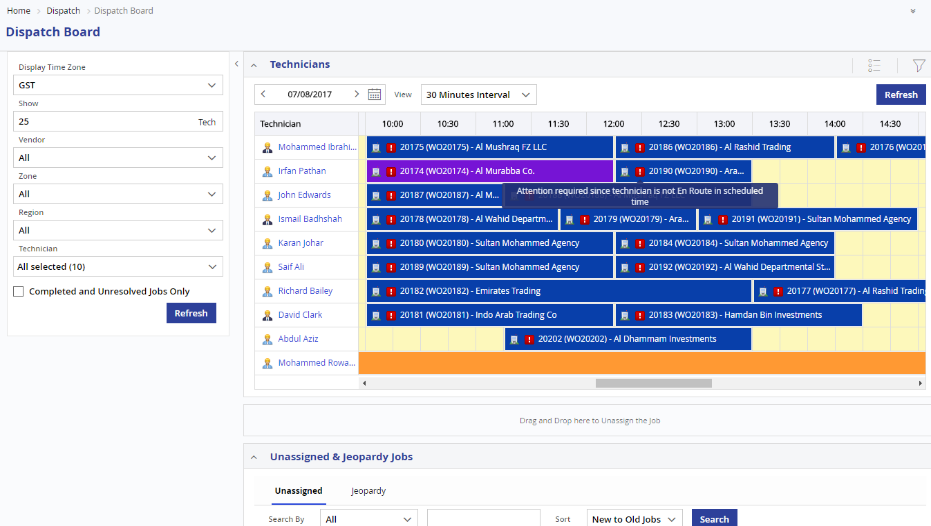 Home > Dispatch > Dispatch Board
Dispatch Board
Display Time Zone
GST
Show
25 Tech
Vendor
All
Zone
All
Region
All
Technician
All selected (10)
Completed and Unresolved Jobs Only
Refresh
Technicians
07/08/2017 View 30 Minutes Interval Refresh
Technician 10:00 10:30 11:00 11:30 12:00 12:30 13:00 13:30 14:00 14:30
Mohammed Ibrahi... 20175 (WO20175) - Al Mushraq FZ LLC 20186 (WO20186) - Al Rashid Trading 20176 (WO201
Irfan Pathan 20174 (WO20174) - Al Murabba Co. 20190 (WO20190) - Ara...
Attention required since technician is not En Route in scheduled
time
John Edwards 20187 (WO20187) - Al M...
Ismail Badhshah 20178 (WO20178) - Al Wahid Departm... 20179 (WO20179) - Ara... 20191 (WO20191) - Sultan Mohammed Agency
Karan Johar 20180 (WO20180) - Sultan Mohammed Agency 20184 (WO20184) - Sultan Mohammed Agency
Saif Ali 20189 (WO20189) - Sultan Mohammed Agency 20192 (WO20192) - Al Wahid Departmental St...
Richard Bailey 20182 (WO20182) - Emirates Trading 20177 (WO20177) - Al Rashid Trading
David Clark 20181 (WO20181) - Indo Arab Trading Co 20183 (WO20183) - Hamdan Bin Investments
Abdul Aziz 20202 (WO20202) - Al Dhammam Investments
Mohammed Rowa...
Drag and Drop here to Unassign the Job
Unassigned & Jeopardy Jobs
Unassigned Jeopardy
Search By All Sort New to Old Jobs Search